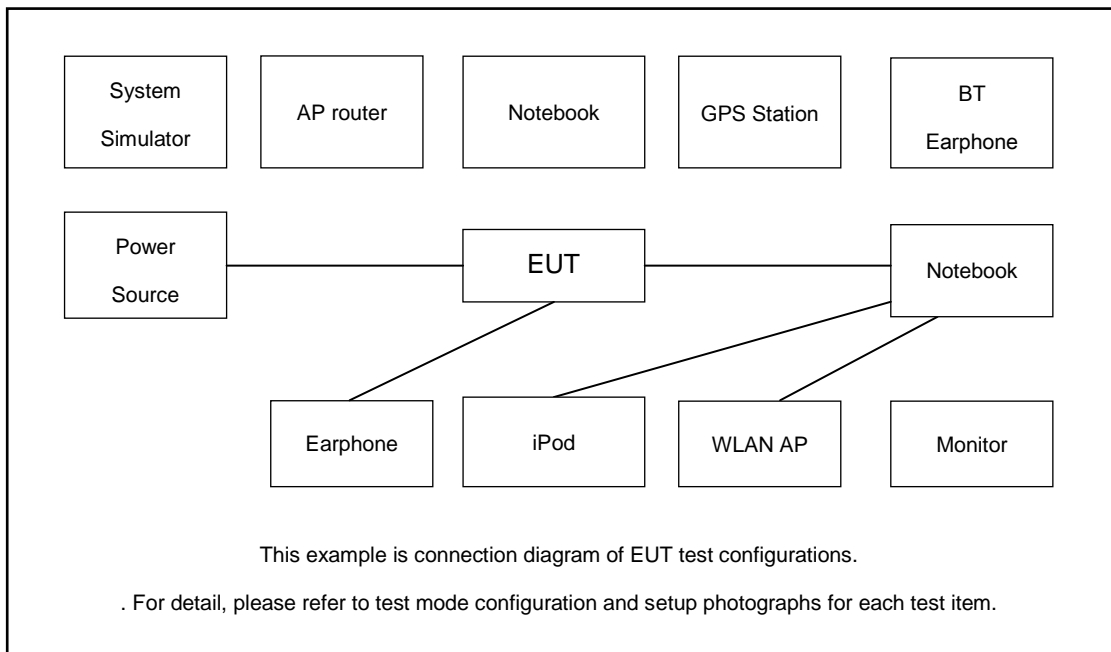 System
Simulator
AP router
Notebook
GPS Station
BT
Earphone
Power
Source
EUT
Notebook
Earphone
iPod
WLAN AP
Monitor
This example is connection diagram of EUT test configurations.
. For detail, please refer to test mode configuration and setup photographs for each test item.